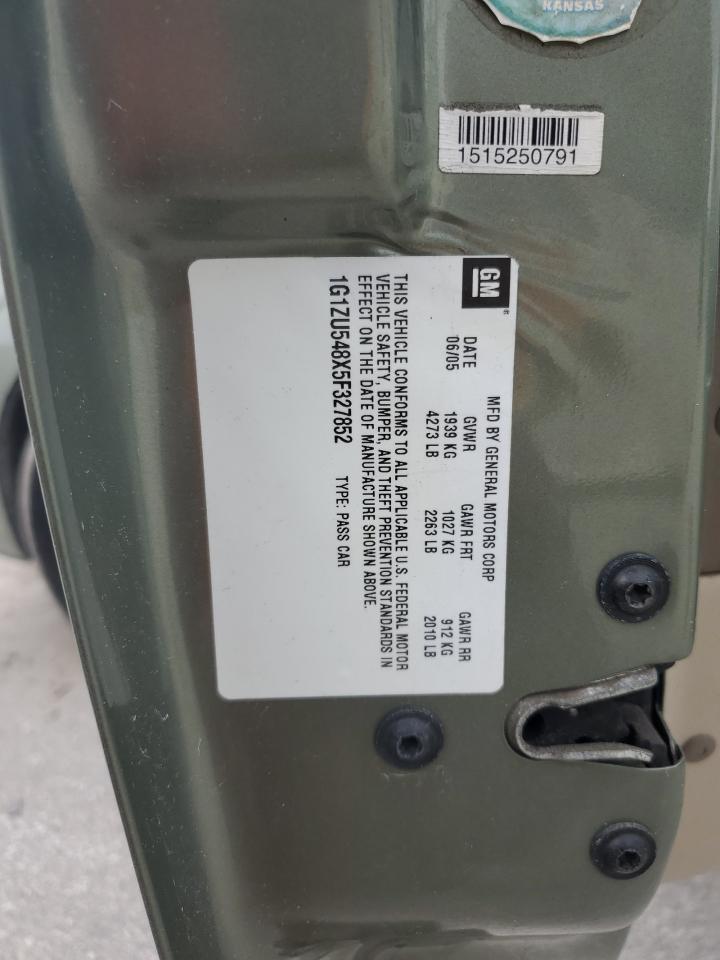 KANSAS
1515250791
GM ®
MFD BY GENERAL MOTORS CORP
DATE GVWR GAWR FRT GAWR RR
06/05 1939 KG 1027 KG 912 KG
4273 LB 2263 LB 2010 LB
THIS VEHICLE CONFORMS TO ALL APPLICABLE U.S. FEDERAL MOTOR
VEHICLE SAFETY, BUMPER, AND THEFT PREVENTION STANDARDS IN
EFFECT ON THE DATE OF MANUFACTURE SHOWN ABOVE.
1G1ZU548X5F327852 TYPE: PASS CAR